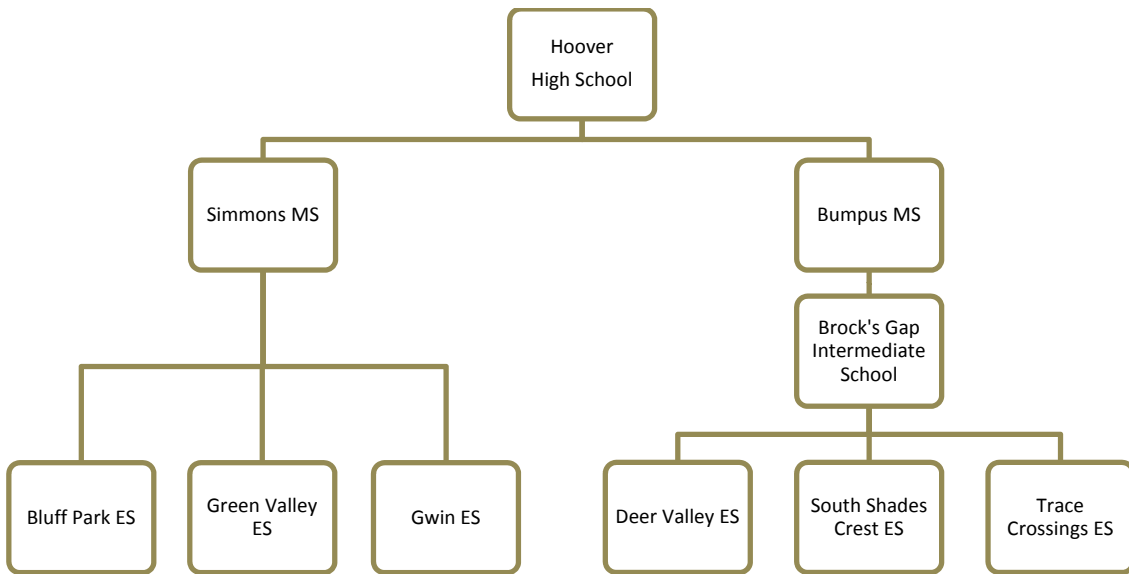 Hoover
High School
Simmons MS
Bumpus MS
Brock's Gap
Intermediate
School
Bluff Park ES
Green Valley
ES
Gwin ES
Deer Valley ES
South Shades
Crest ES
Trace
Crossings ES